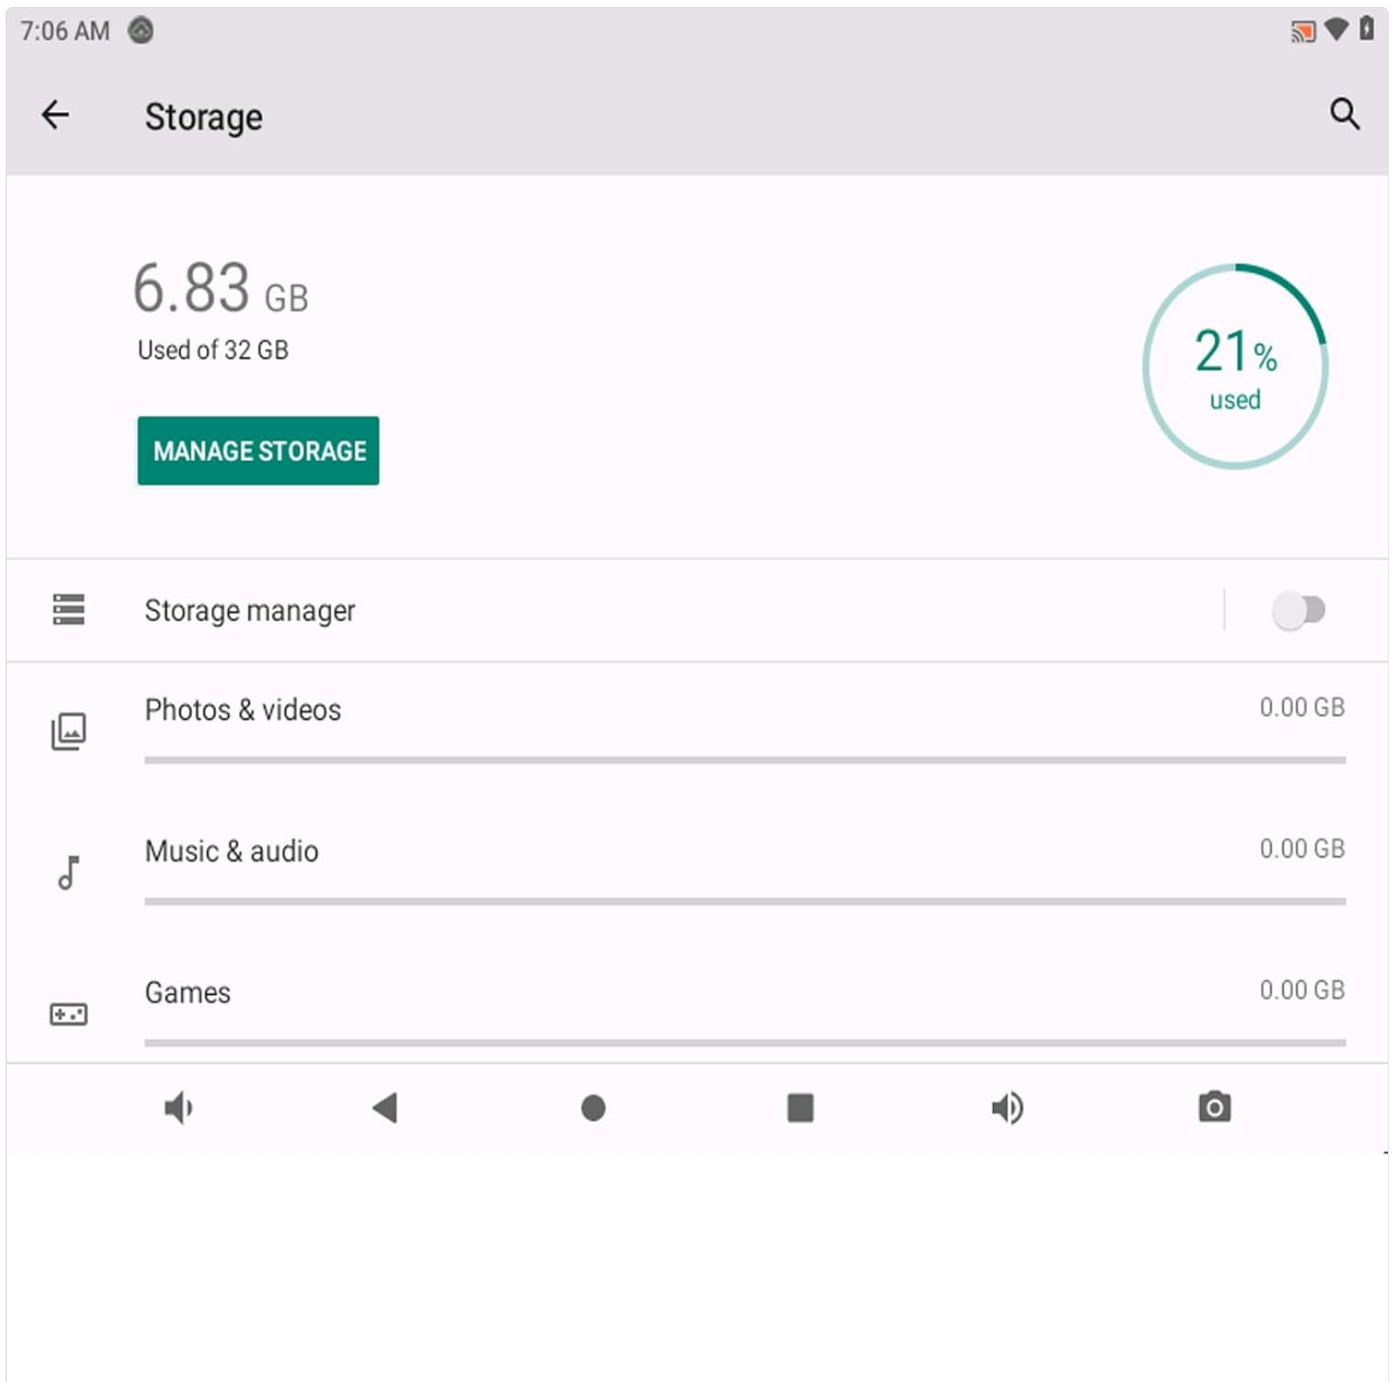 7:06 AM
Storage
6.83 GB
Used of 32 GB
21%
used
MANAGE STORAGE
Storage manager
Photos & videos 0.00 GB
Music & audio 0.00 GB
Games 0.00 GB